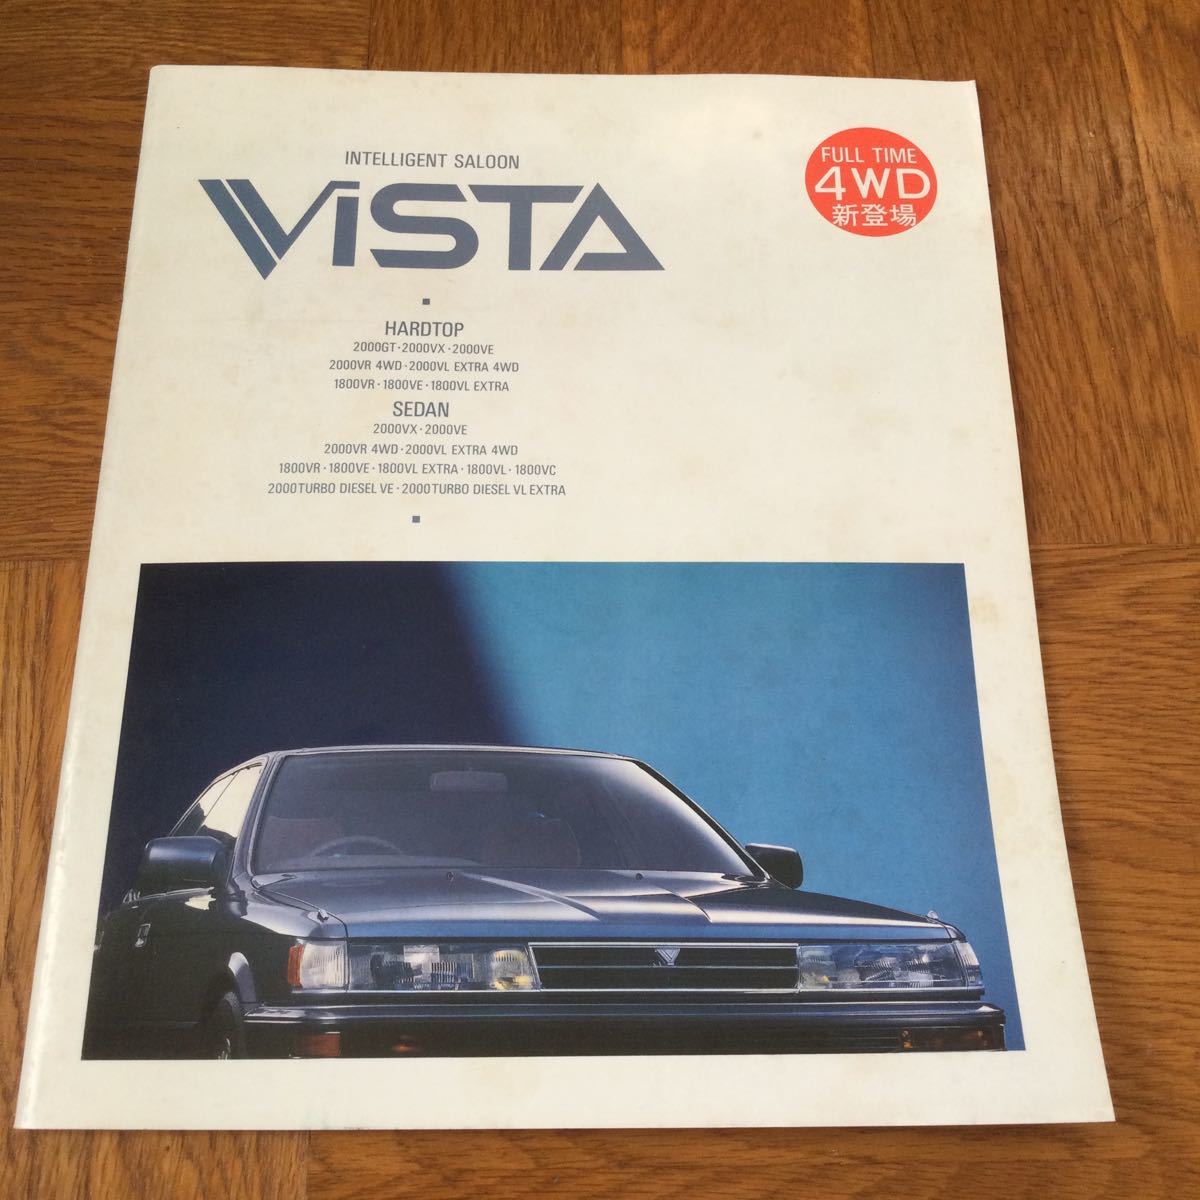 INTELLIGENT SALOON
ViSTA
FULL TIME
4WD
新登場
HARDTOP
2000GT・2000VX・2000VE
2000VR 4WD・2000VL EXTRA 4WD
1800VR・1800VE・1800VL EXTRA
SEDAN
2000VX・2000VE
2000VR 4WD・2000VL EXTRA 4WD
1800VR・1800VE・1800VL EXTRA・1800VL・1800VC
2000TURBO DIESEL VE・2000TURBO DIESEL VL EXTRA